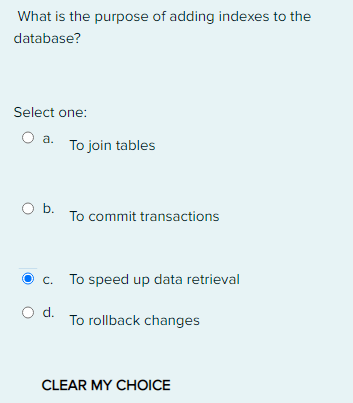 What is the purpose of adding indexes to the
database?
Select one:
a. To join tables
b. To commit transactions
c. To speed up data retrieval
d. To rollback changes
CLEAR MY CHOICE